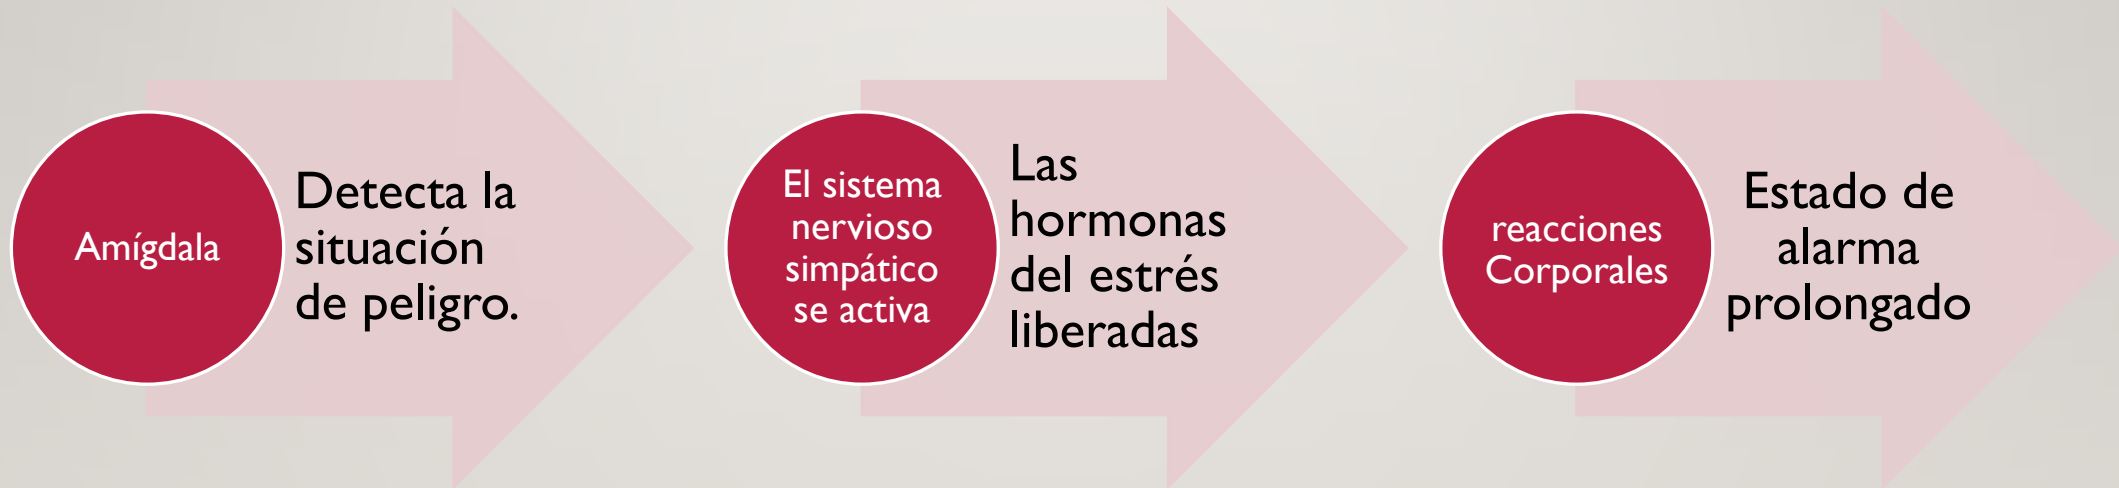 Amígdala
Detecta la
situación
de peligro.
El sistema
nervioso
simpático
se activa
Las
hormonas
del estrés
liberadas
reacciones
Corporales
Estado de
alarma
prolongado